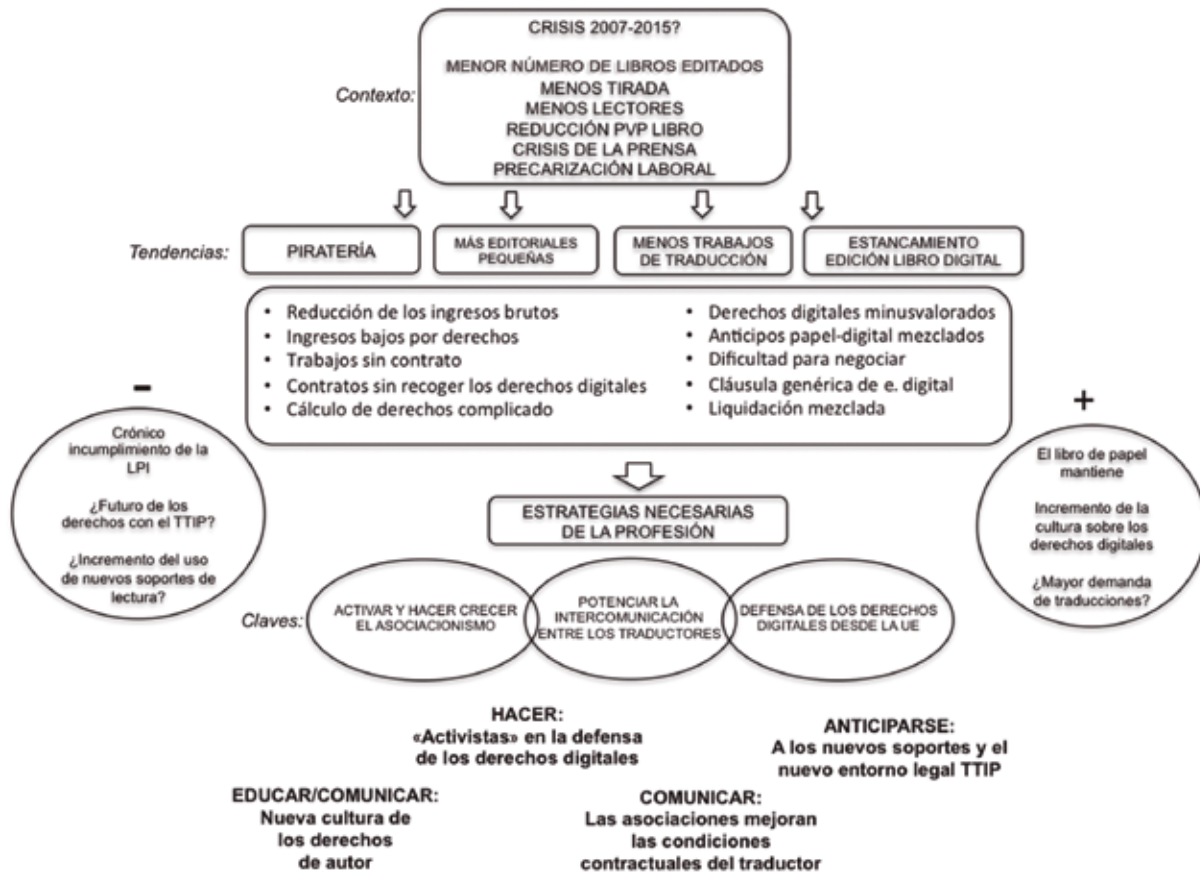 CRISIS 2007-2015?
MENOR NÚMERO DE LIBROS EDITADOS
MENOS TIRADA
MENOS LECTORES
REDUCCIÓN PVP LIBRO
CRISIS DE LA PRENSA
PRECARIZACIÓN LABORAL
Contexto:
Tendencias:
PIRATERÍA
MÁS EDITORIALES
PEQUEÑAS
MENOS TRABAJOS
DE TRADUCCIÓN
ESTANCAMIENTO
EDICIÓN LIBRO DIGITAL
• Reducción de los ingresos brutos
• Ingresos bajos por derechos
• Trabajos sin contrato
• Contratos sin recoger los derechos digitales
• Cálculo de derechos complicado
• Derechos digitales minusvalorados
• Anticipos papel-digital mezclados
• Dificultad para negociar
• Cláusula genérica de e. digital
• Liquidación mezclada
-
Crónico
incumplimiento de la
LPI
¿Futuro de los
derechos con el TTIP?
¿Incremento del uso
de nuevos soportes de
lectura?
+
El libro de papel
mantiene
Incremento de la
cultura sobre los
derechos digitales
¿Mayor demanda
de traducciones?
ESTRATEGIAS NECESARIAS
DE LA PROFESIÓN
Claves:
ACTIVAR Y HACER CRECER
EL ASOCIACIONISMO
POTENCIAR LA
INTERCOMUNICACIÓN
ENTRE LOS TRADUCTORES
DEFENSA DE LOS DERECHOS
DIGITALES DESDE LA UE
HACER:
«Activistas» en la defensa
de los derechos digitales
ANTICIPARSE:
A los nuevos soportes y el
nuevo entorno legal TTIP
EDUCAR/COMUNICAR:
Nueva cultura de
los derechos
de autor
COMUNICAR:
Las asociaciones mejoran
las condiciones
contractuales del traductor